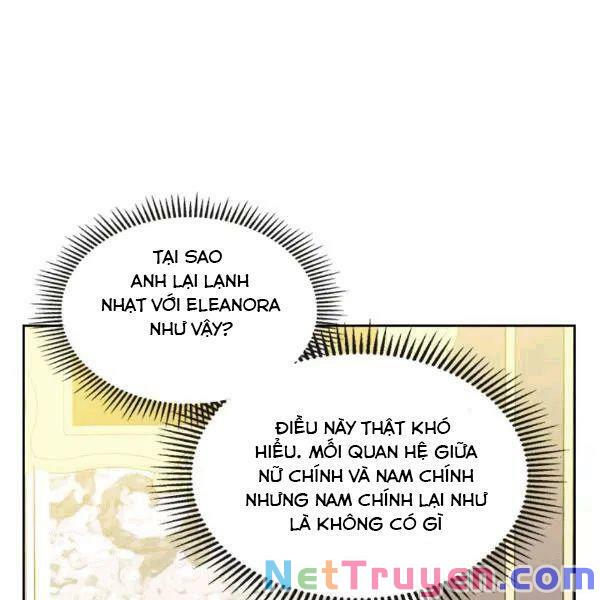 TẠI SAO
ANH LẠI LẠNH
NHẠT VỚI ELEANORA
NHƯ VẬY?
ĐIỀU NÀY THẬT KHÓ
HIỂU. MỐI QUAN HỆ GIỮA
NỮ CHÍNH VÀ NAM CHÍNH
NHƯNG NAM CHÍNH LẠI NHƯ
LÀ KHÔNG CÓ GÌ
NetTruyen.com